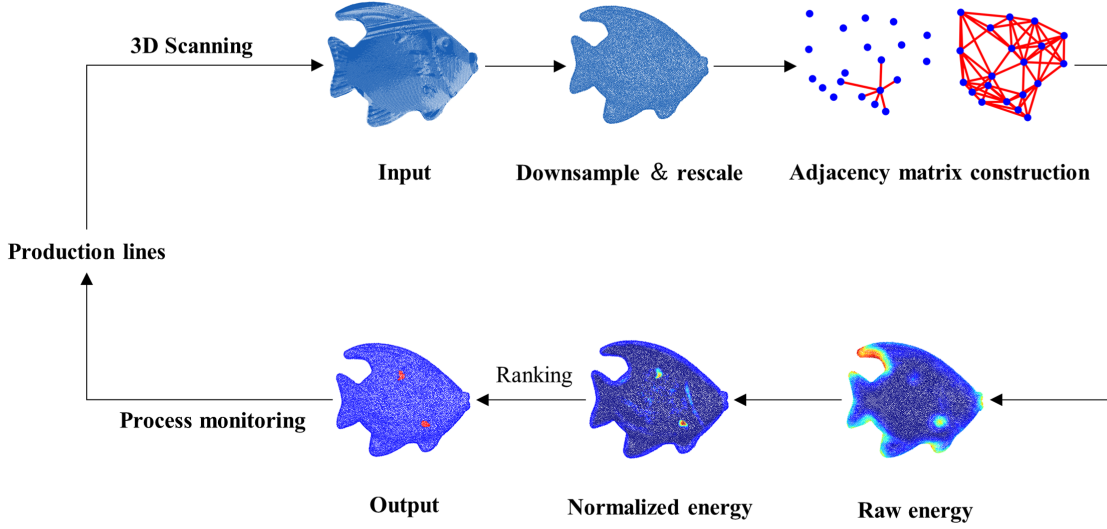 3D Scanning
Input
Downsample & rescale
Adjacency matrix construction
Production lines
Ranking
Process monitoring
Output
Normalized energy
Raw energy